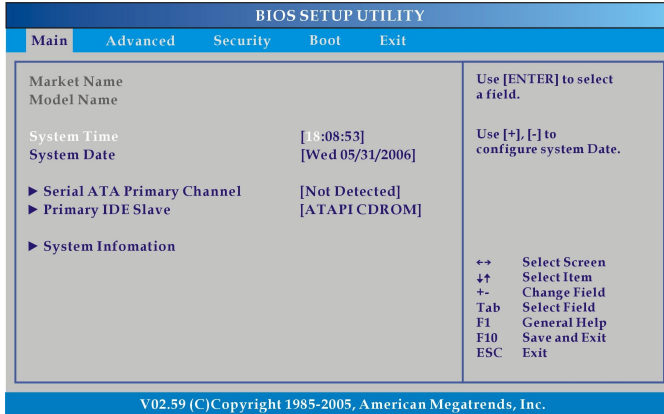 BIOS SETUP UTILITY
Main Advanced Security Boot Exit
Market Name
Model Name
System Time [18:08:53]
System Date [Wed 05/31/2006]
► Serial ATA Primary Channel [Not Detected]
► Primary IDE Slave [ATAPI CDROM]
► System Infomation
Use [ENTER] to select
a field.
Use [+], [-] to
configure system Date.
←→ Select Screen
↓↑ Select Item
+- Change Field
Tab Select Field
F1 General Help
F10 Save and Exit
ESC Exit
V02.59 (C)Copyright 1985-2005, American Megatrends, Inc.